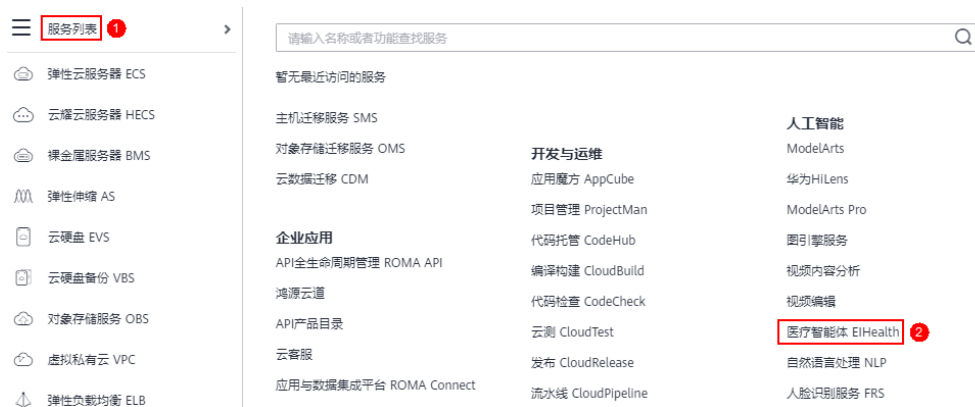 服务列表 1
弹性云服务器 ECS
云耀云服务器 HECS
裸金属服务器 BMS
弹性伸缩 AS
云硬盘 EVS
云硬盘备份 VBS
对象存储服务 OBS
虚拟私有云 VPC
弹性负载均衡 ELB
请输入名称或者功能查找服务
暂无最近访问的服务
主机迁移服务 SMS
对象存储迁移服务 OMS
云数据迁移 CDM
企业应用
API全生命周期管理 ROMA API
鸿源云道
API产品目录
云客服
应用与数据集成平台 ROMA Connect
开发与运维
应用魔方 AppCube
项目管理 ProjectMan
代码托管 CodeHub
编译构建 CloudBuild
代码检查 CodeCheck
云测 CloudTest
发布 CloudRelease
流水线 CloudPipeline
人工智能
ModelArts
华为HiLens
ModelArts Pro
图引擎服务
视频内容分析
视频编辑
医疗智能体 EIHealth 2
自然语言处理 NLP
人脸识别服务 FRS